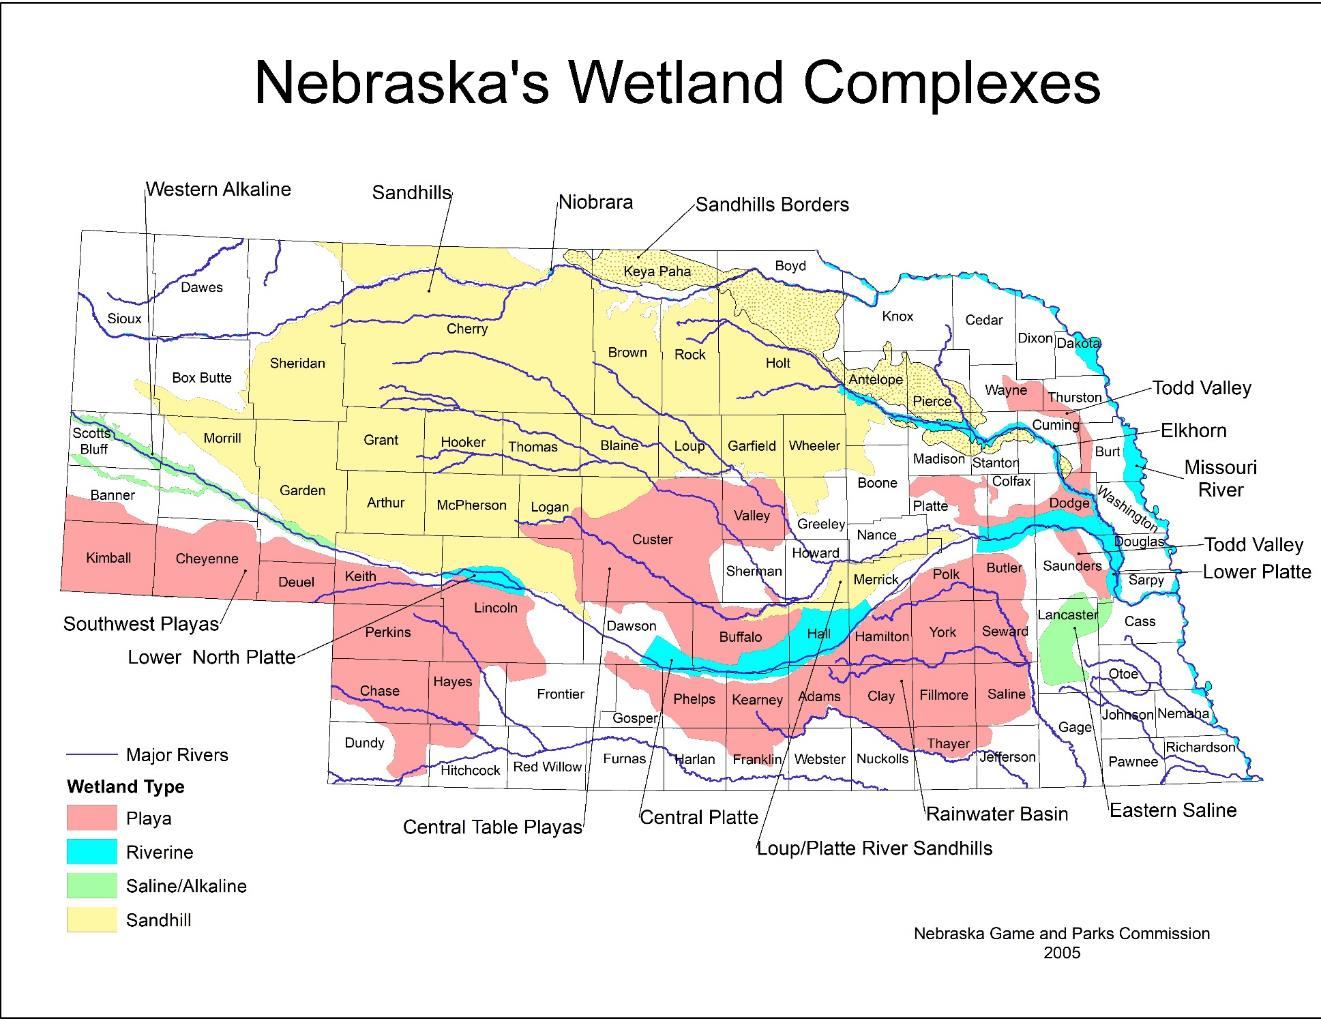 Nebraska's Wetland Complexes
Western Alkaline
Sandhills
Niobrara
Sandhills Borders
Dawes
Sioux
Keya Paha
Boyd
Cherry
Knox
Cedar
Dixon
Dakota
Sheridan
Box Butte
Brown
Rock
Holt
Antelope
Pierce
Wayne
Thurston
Todd Valley
Scotts
Bluff
Morrill
Grant
Hooker
Thomas
Blaine
Loup
Garfield
Wheeler
Madison
Stanton
Cuming
Burt
Elkhorn
Missouri
River
Banner
Garden
Arthur
McPherson
Logan
Custer
Valley
Greeley
Boone
Platte
Colfax
Dodge
Washington
Kimball
Cheyenne
Deuel
Keith
Lincoln
Sherman
Howard
Nance
Merrick
Polk
Butler
Saunders
Douglas
Sarpy
Todd Valley
Lower Platte
Southwest Playas
Lower North Platte
Perkins
Dawson
Buffalo
Hall
Hamilton
York
Seward
Lancaster
Cass
Otoe
Chase
Hayes
Frontier
Gosper
Phelps
Kearney
Adams
Clay
Fillmore
Saline
Gage
Johnson
Nemaha
Dundy
Hitchcock
Red Willow
Furnas
Harlan
Franklin
Webster
Nuckolls
Thayer
Jefferson
Pawnee
Richardson
Central Table Playas
Central Platte
Loup/Platte River Sandhills
Rainwater Basin
Eastern Saline
Major Rivers
Wetland Type
Playa
Riverine
Saline/Alkaline
Sandhill
Nebraska Game and Parks Commission
2005